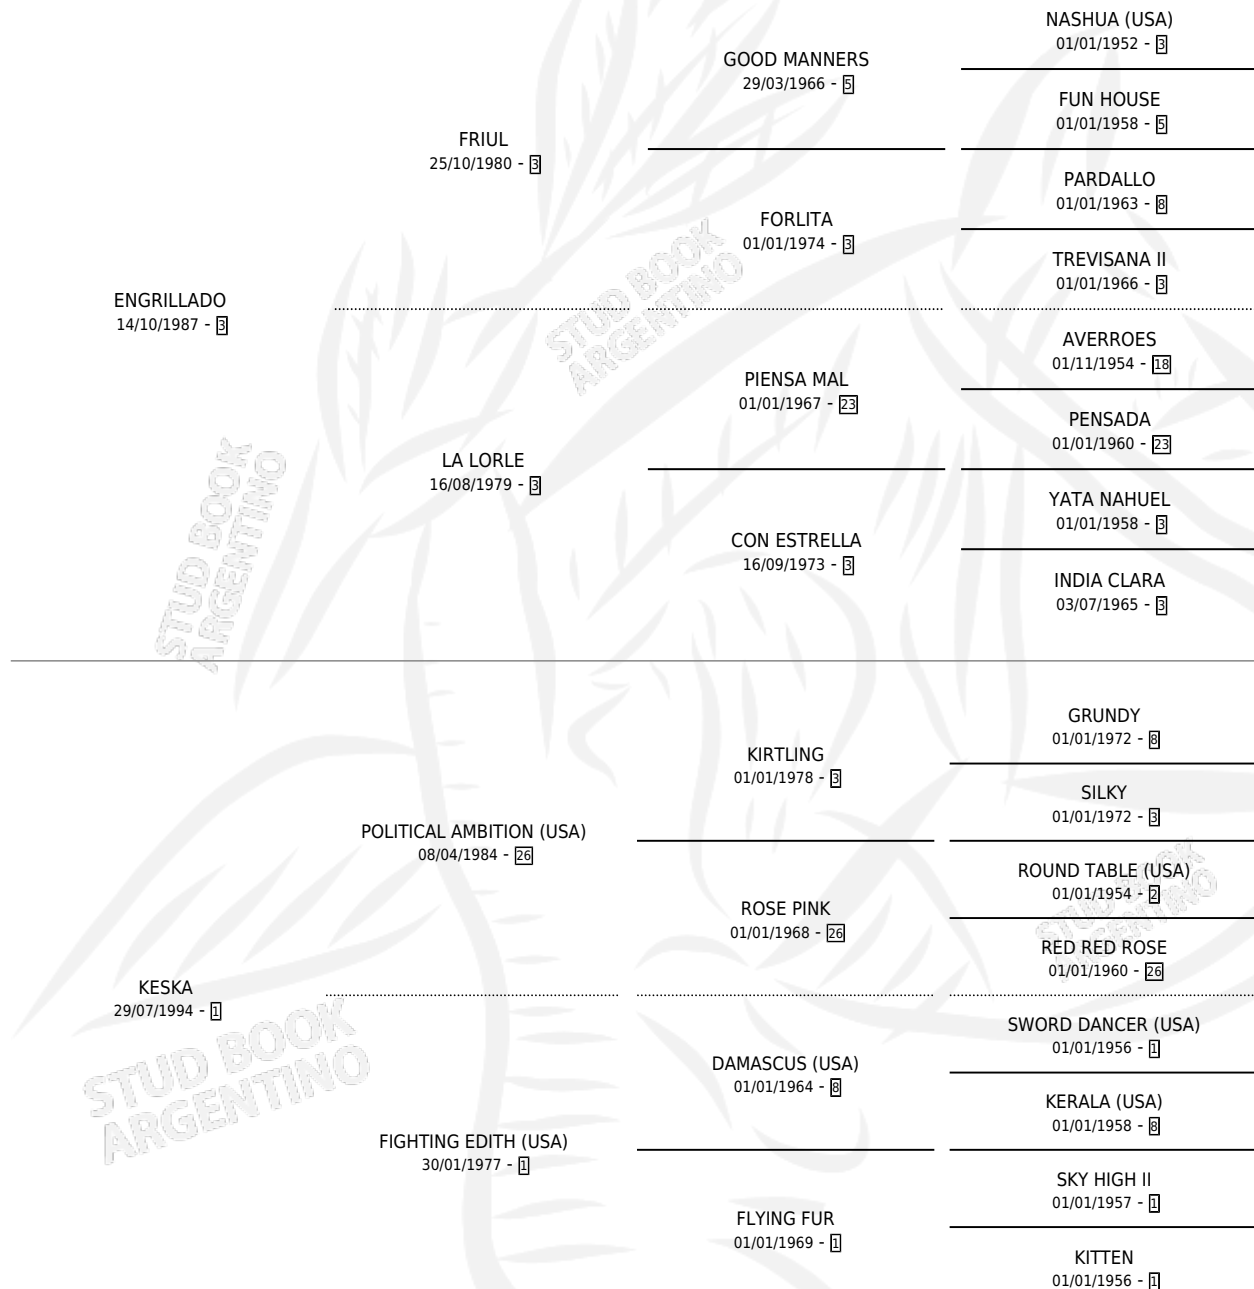 NASHUA (USA)
01/01/1952 - 3
GOOD MANNERS
29/03/1966 - 5
FUN HOUSE
01/01/1958 - 5
FRIUL
25/10/1980 - 3
PARDALLO
01/01/1963 - 8
FORLITA
01/01/1974 - 3
TREVISANA II
01/01/1966 - 3
ENGRILLADO
14/10/1987 - 3
AVERROES
01/11/1954 - 18
PIENSA MAL
01/01/1967 - 23
PENSADA
01/01/1960 - 23
LA LORLE
16/08/1979 - 3
YATA NAHUEL
01/01/1958 - 3
CON ESTRELLA
16/09/1973 - 3
INDIA CLARA
03/07/1965 - 3
GRUNDY
01/01/1972 - 8
KIRTLING
01/01/1978 - 3
SILKY
01/01/1972 - 3
POLITICAL AMBITION (USA)
08/04/1984 - 26
ROUND TABLE (USA)
01/01/1954 - 2
ROSE PINK
01/01/1968 - 26
RED RED ROSE
01/01/1960 - 26
KESKA
29/07/1994 - 1
SWORD DANCER (USA)
01/01/1956 - 1
DAMASCUS (USA)
01/01/1964 - 8
KERALA (USA)
01/01/1958 - 8
FIGHTING EDITH (USA)
30/01/1977 - 1
SKY HIGH II
01/01/1957 - 1
FLYING FUR
01/01/1969 - 1
KITTEN
01/01/1956 - 1
STUD BOOK
ARGENTINO
STUD BOOK
ARGENTINO
STUD BOOK
ARGENTINO
STUD BOOK
ARGENTINO